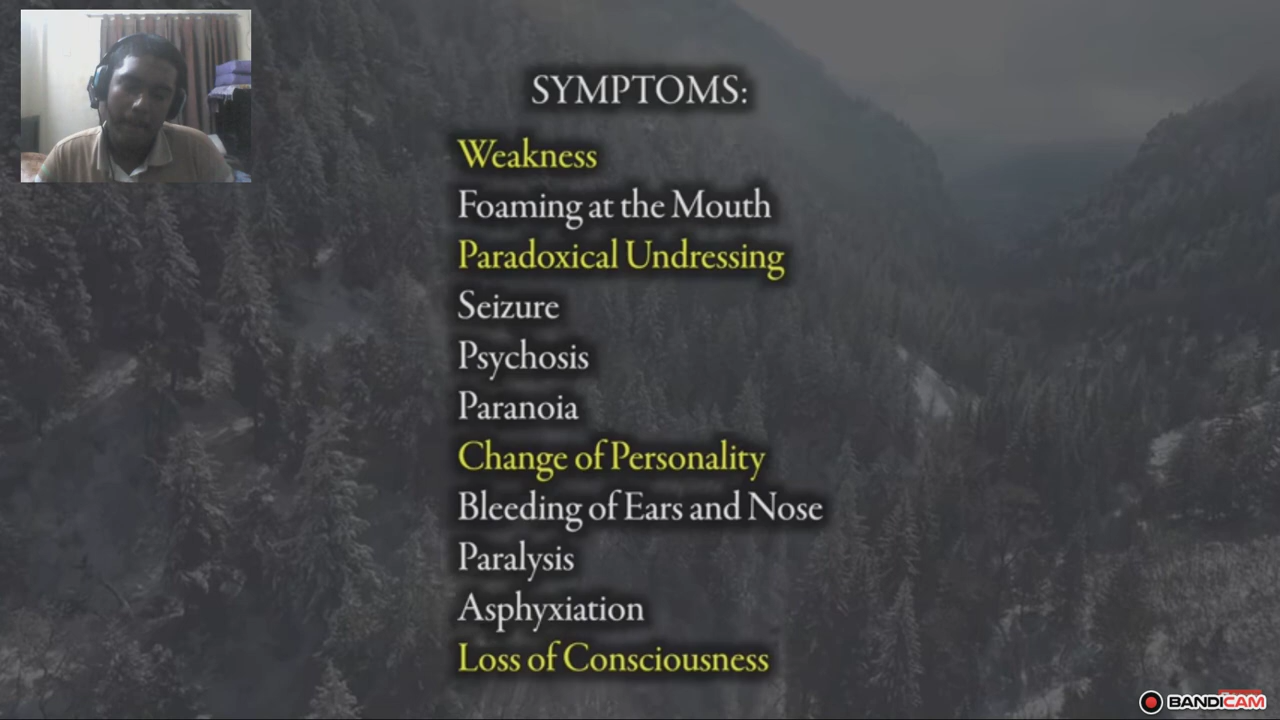 SYMPTOMS:
Weakness
Foaming at the Mouth
Paradoxical Undressing
Seizure
Psychosis
Paranoia
Change of Personality
Bleeding of Ears and Nose
Paralysis
Asphyxiation
Loss of Consciousness
BANDICAM